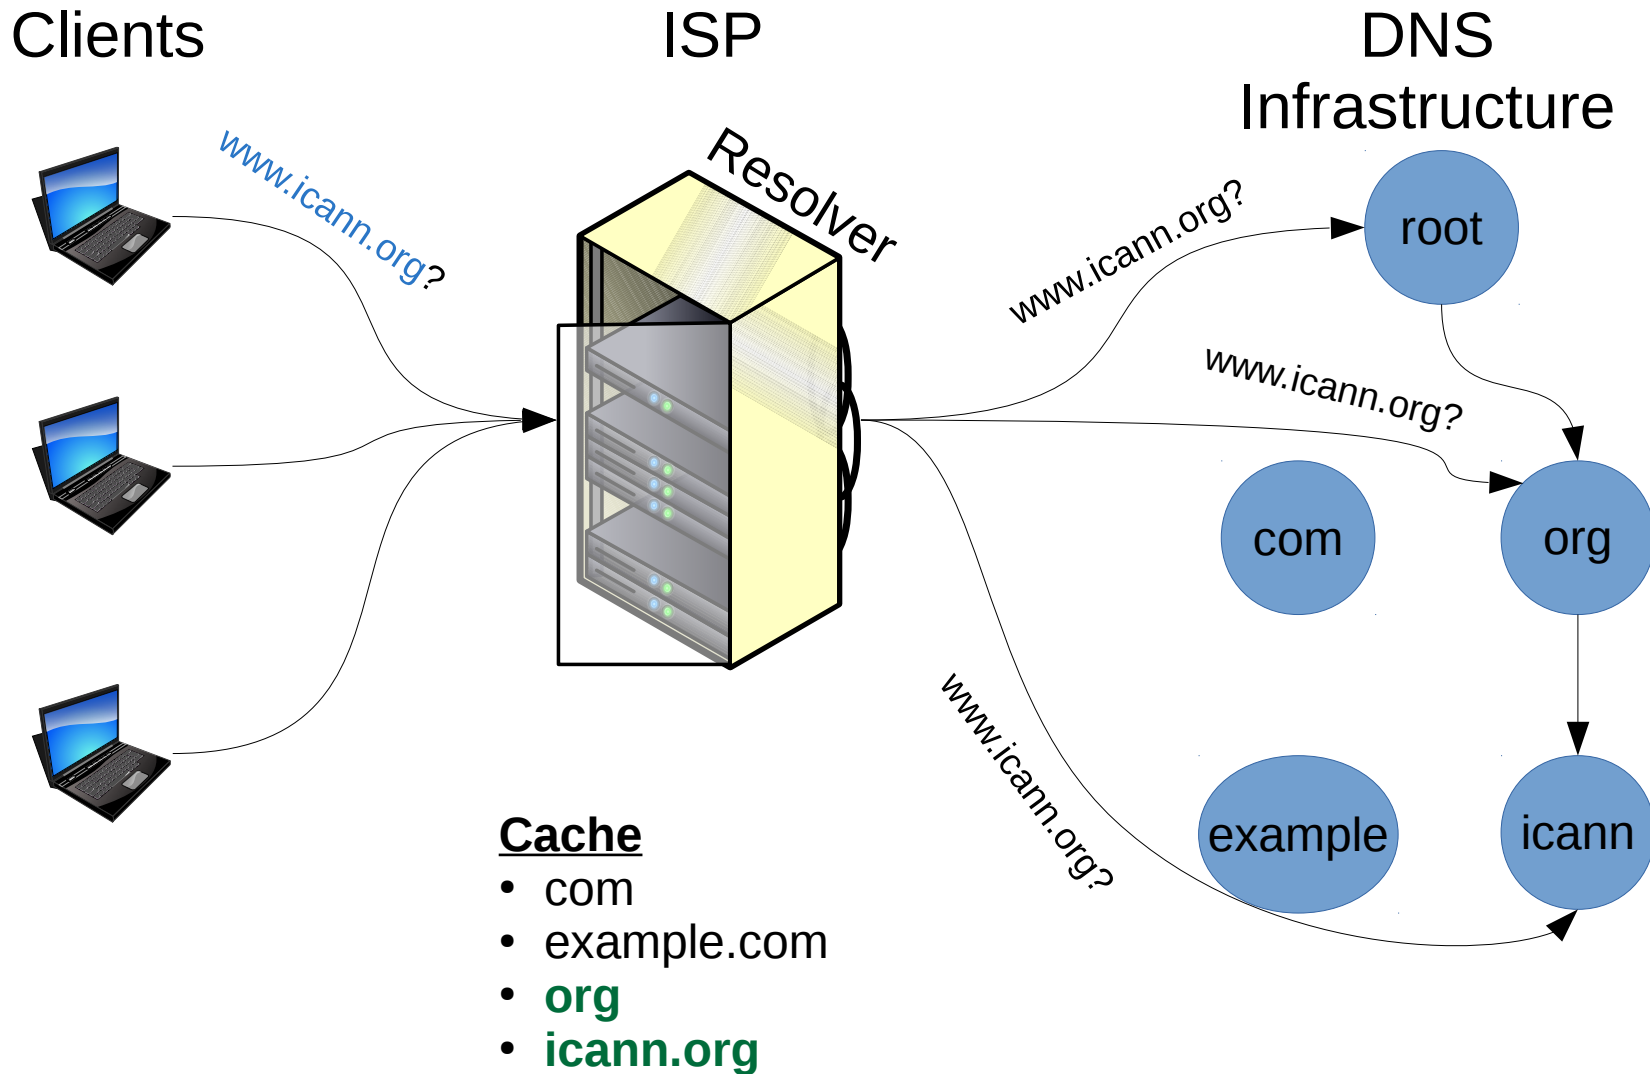 Clients
ISP
DNS
Infrastructure
www.icann.org?
Resolver
www.icann.org?
root
www.icann.org?
com
org
www.icann.org?
example
icann
Cache
• com
• example.com
• org
• icann.org